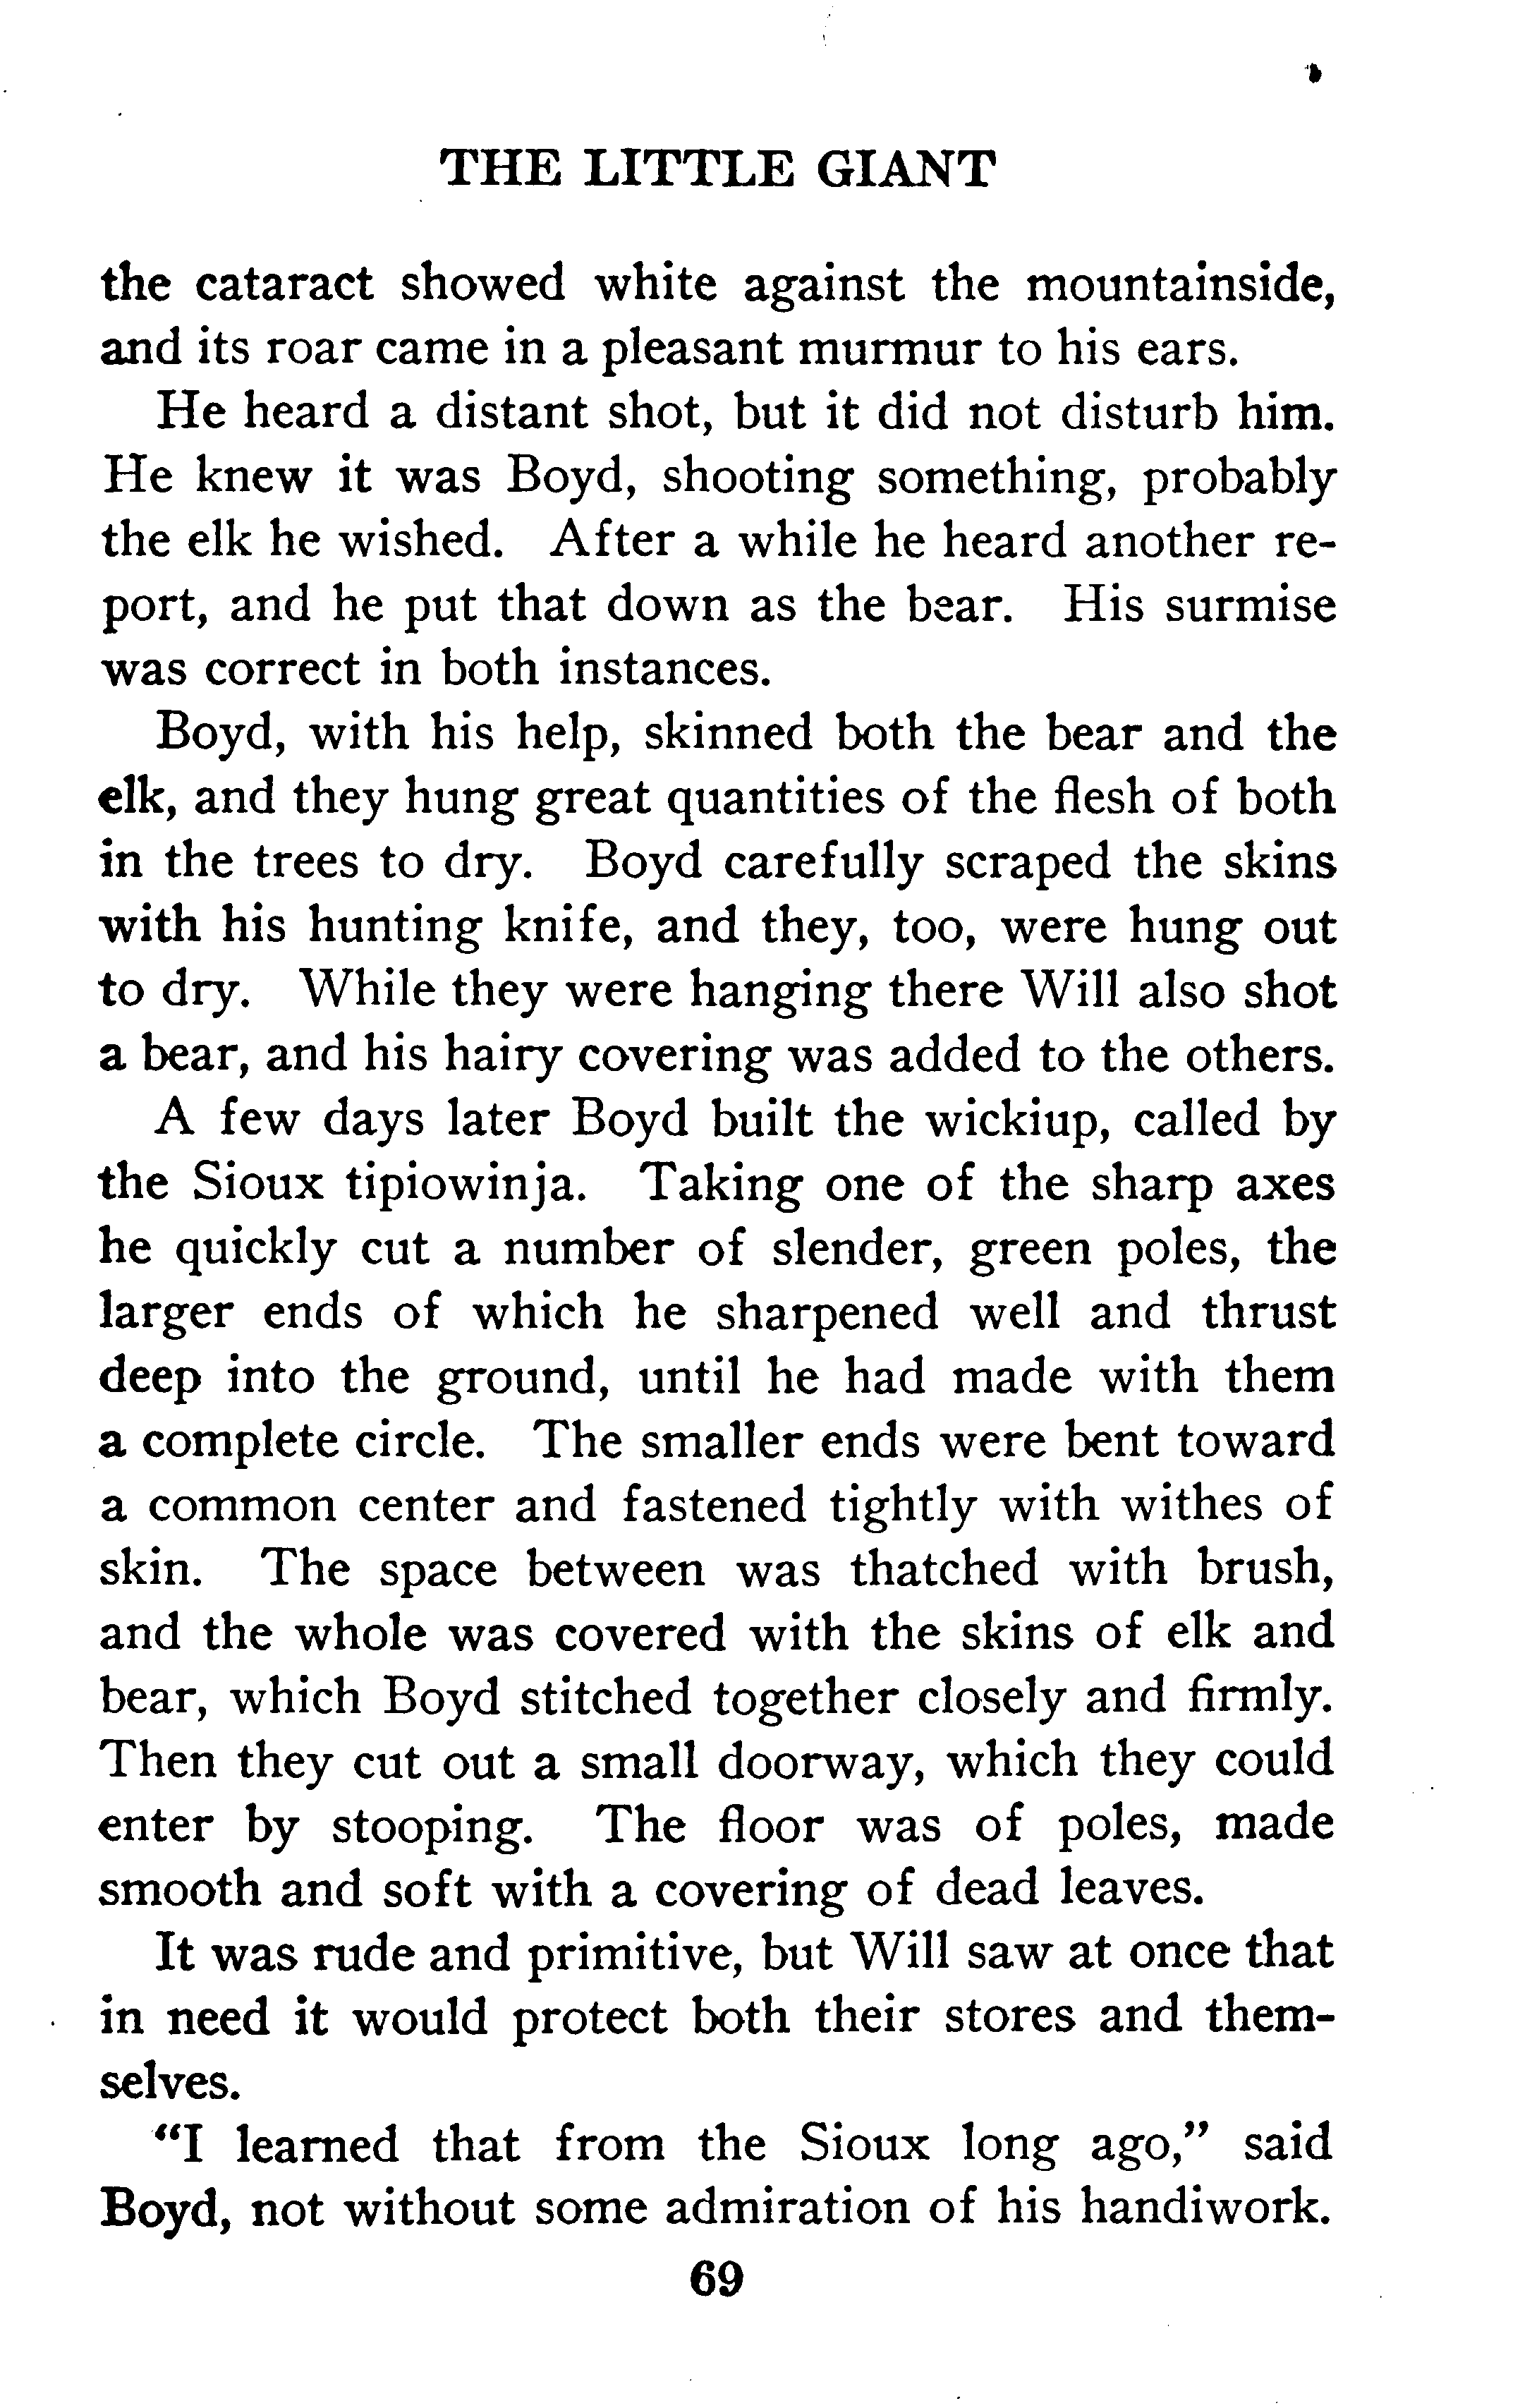 THE LITTLE GIANT
the cataract showed white against the mountainside,
and its roar came in a pleasant murmur to his ears.
He heard a distant shot, but it did not disturb him.
He knew it was Boyd, shooting something, probably
the elk he wished. After a while he heard another re-
port, and he put that down as the bear. His surmise
was correct in both instances.
Boyd, with his help, skinned both the bear and the
elk, and they hung great quantities of the flesh of both
in the trees to dry. Boyd carefully scraped the skins
with his hunting knife, and they, too, were hung out
to dry. While they were hanging there Will also shot
a bear, and his hairy covering was added to the others.
A few days later Boyd built the wickiup, called by
the Sioux tipiowinja. Taking one of the sharp axes
he quickly cut a number of slender, green poles, the
larger ends of which he sharpened well and thrust
deep into the ground, until he had made with them
a complete circle. The smaller ends were bent toward
a common center and fastened tightly with withes of
skin. The space between was thatched with brush,
and the whole was covered with the skins of elk and
bear, which Boyd stitched together closely and firmly.
Then they cut out a small doorway, which they could
enter by stooping. The floor was of poles, made
smooth and soft with a covering of dead leaves.
It was rude and primitive, but Will saw at once that
in need it would protect both their stores and them-
selves.
"I learned that from the Sioux long ago," said
Boyd, not without some admiration of his handiwork.
69